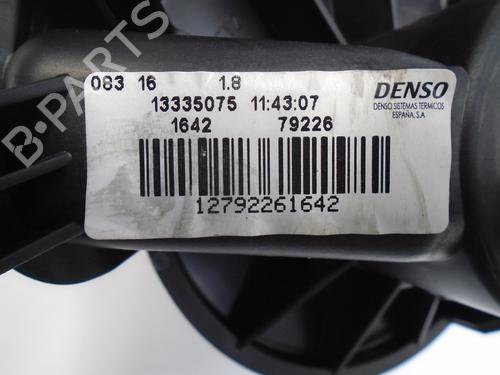 083 16 1.8
DENSO
DENSO SISTEMAS TERMICOS
ESPAÑA, S.A
13335075 11:43:07
1642 79226
12792261642
B-PARTS